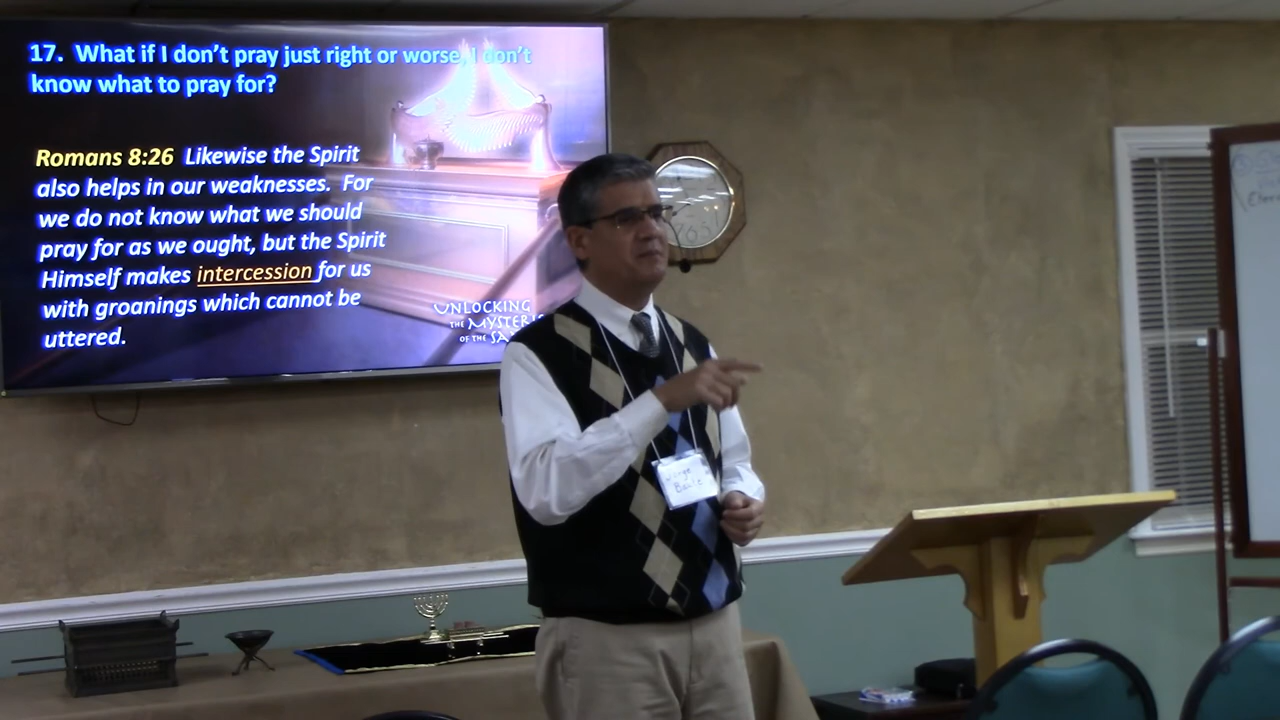 17. What if I don't pray just right or worse, I don't
know what to pray for?
Romans 8:26 Likewise the Spirit
also helps in our weaknesses. For
we do not know what we should
pray for as we ought, but the Spirit
Himself makes intercession for us
with groanings which cannot be
uttered.
UNLOCKING
THE
OF THE